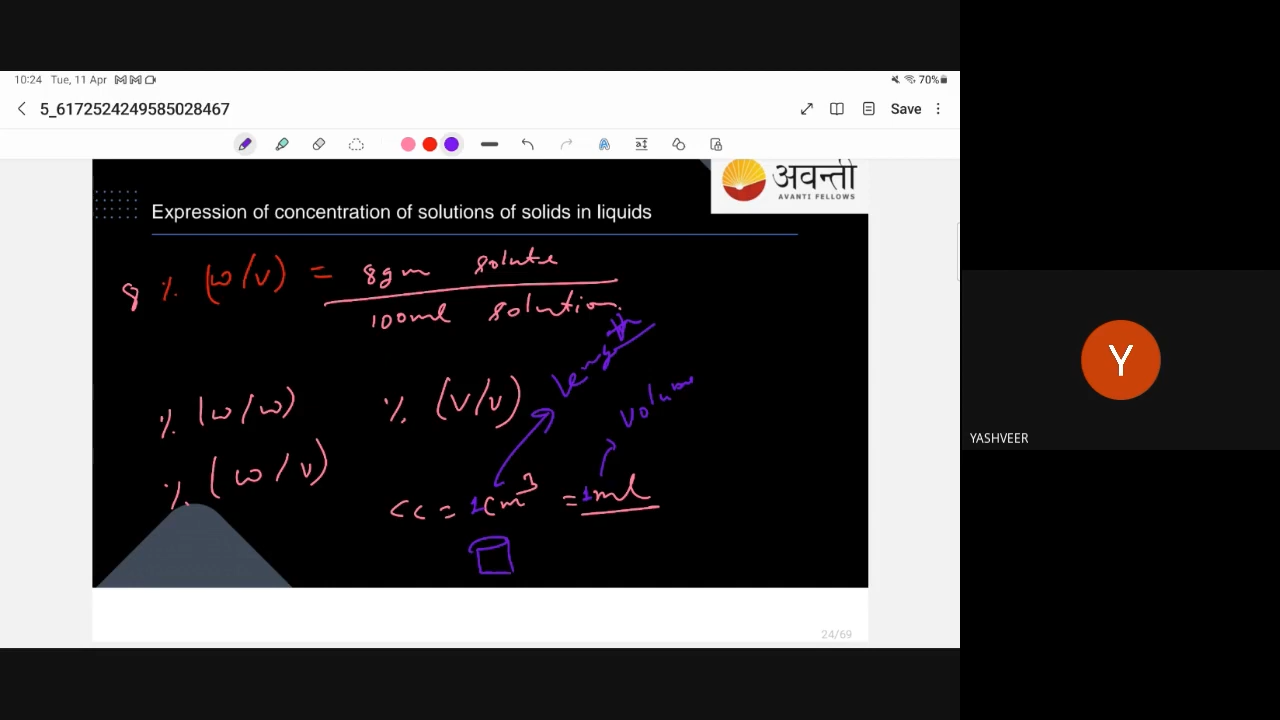 10:24 Tue, 11 Apr
70%
5_6172524249585028467
Save
अवन्ती
AVANTI FELLOWS
Expression of concentration of solutions of solids in liquids
8 % (w/v) = 8gm solute
100ml solution.
length
% (w/w) % (v/v)
volume
% (w/v)
cc = 1cm³ = 1ml
24/69
Y
YASHVEER